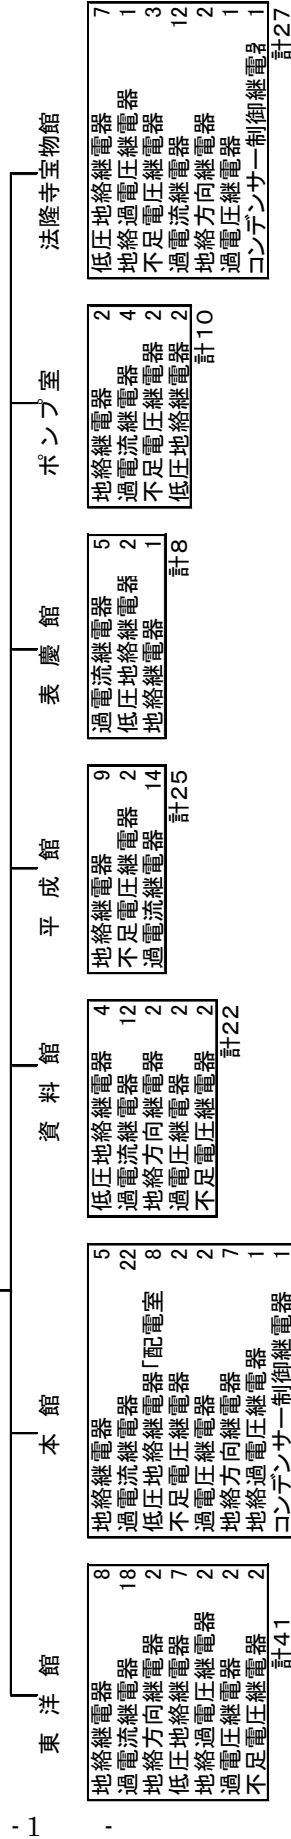 東 洋 館
地絡継電器 8
過電流継電器 18
地絡方向継電器 2
低圧地絡継電器 7
地絡過電圧継電器 2
過電圧継電器 2
不足電圧継電器 2
計41
本 館
地絡継電器 5
過電流継電器 22
低圧地絡継電器「配電室 8
不足電圧継電器 2
過電圧継電器 2
地絡方向継電器 7
地絡過電圧継電器 1
コンデンサー制御継電器 1
資 料 館
低圧地絡継電器 4
過電流継電器 12
地絡方向継電器 2
過電圧継電器 2
不足電圧継電器 2
計22
平 成 館
地絡継電器 9
不足電圧継電器 2
過電流継電器 14
計25
表 慶 館
過電流継電器 5
低圧地絡継電器 2
地絡継電器 1
計8
ポンプ室
地絡継電器 2
過電流継電器 4
不足電圧継電器 2
低圧地絡継電器 2
計10
法隆寺宝物館
低圧地絡継電器 7
地絡過電圧継電器 1
不足電圧継電器 3
過電流継電器 12
地絡方向継電器 2
過電圧継電器 1
コンデンサー制御継電器 1
計27
-1 -